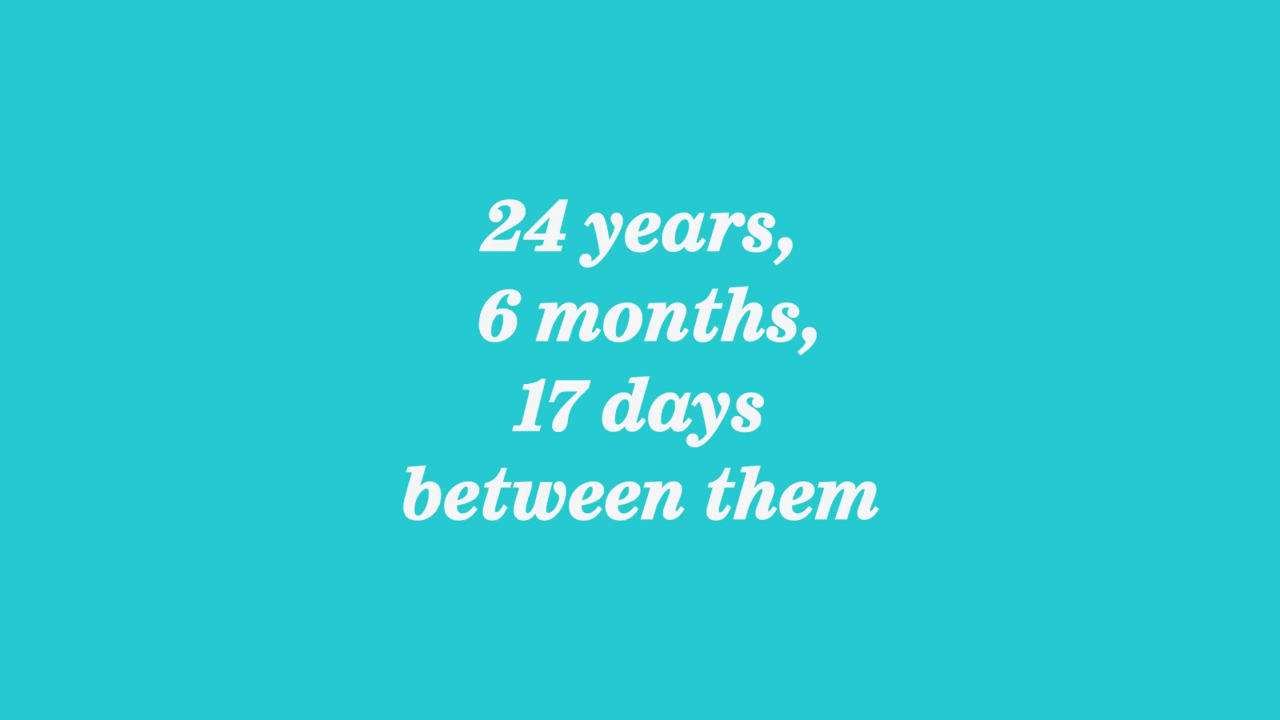 24 years,
6 months,
17 days
between them